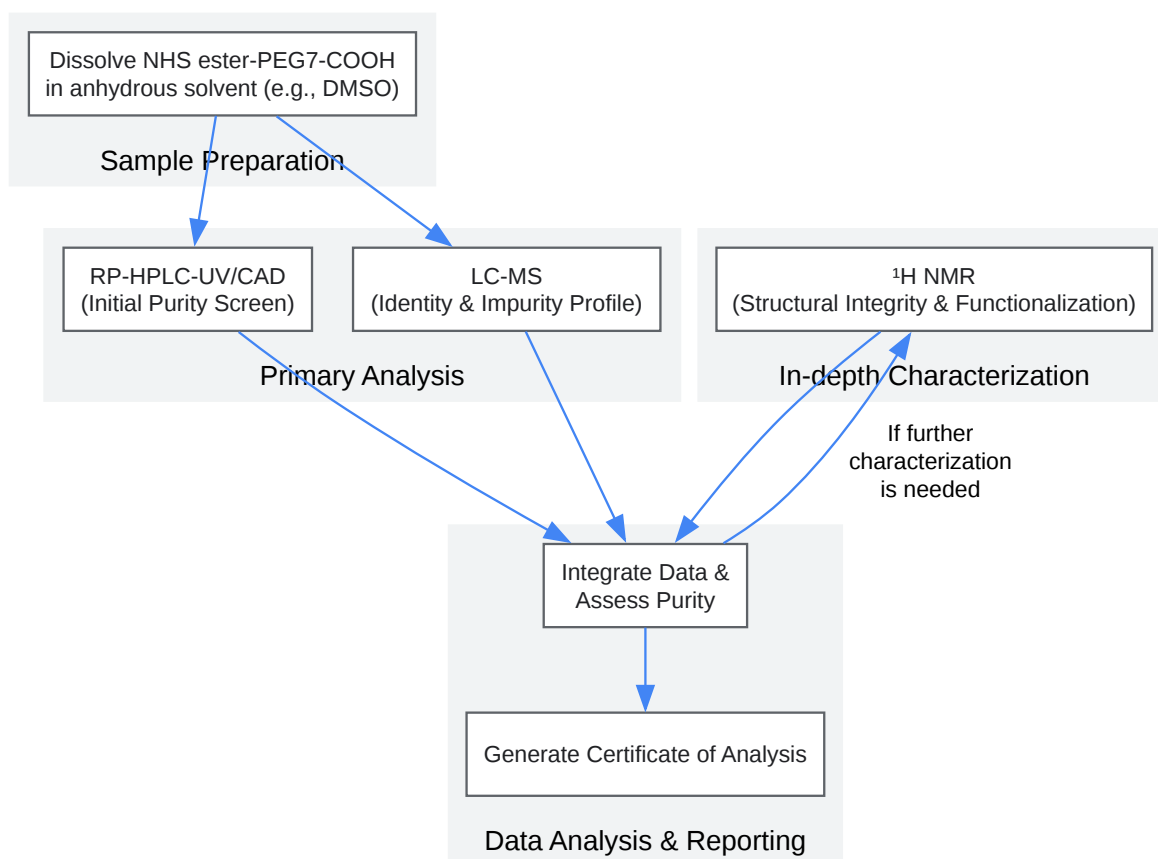 Dissolve NHS ester-PEG7-COOH
in anhydrous solvent (e.g., DMSO)
Sample Preparation
RP-HPLC-UV/CAD
(Initial Purity Screen)
LC-MS
(Identity & Impurity Profile)
Primary Analysis
¹H NMR
(Structural Integrity & Functionalization)
In-depth Characterization
If further
characterization
is needed
Integrate Data &
Assess Purity
Generate Certificate of Analysis
Data Analysis & Reporting